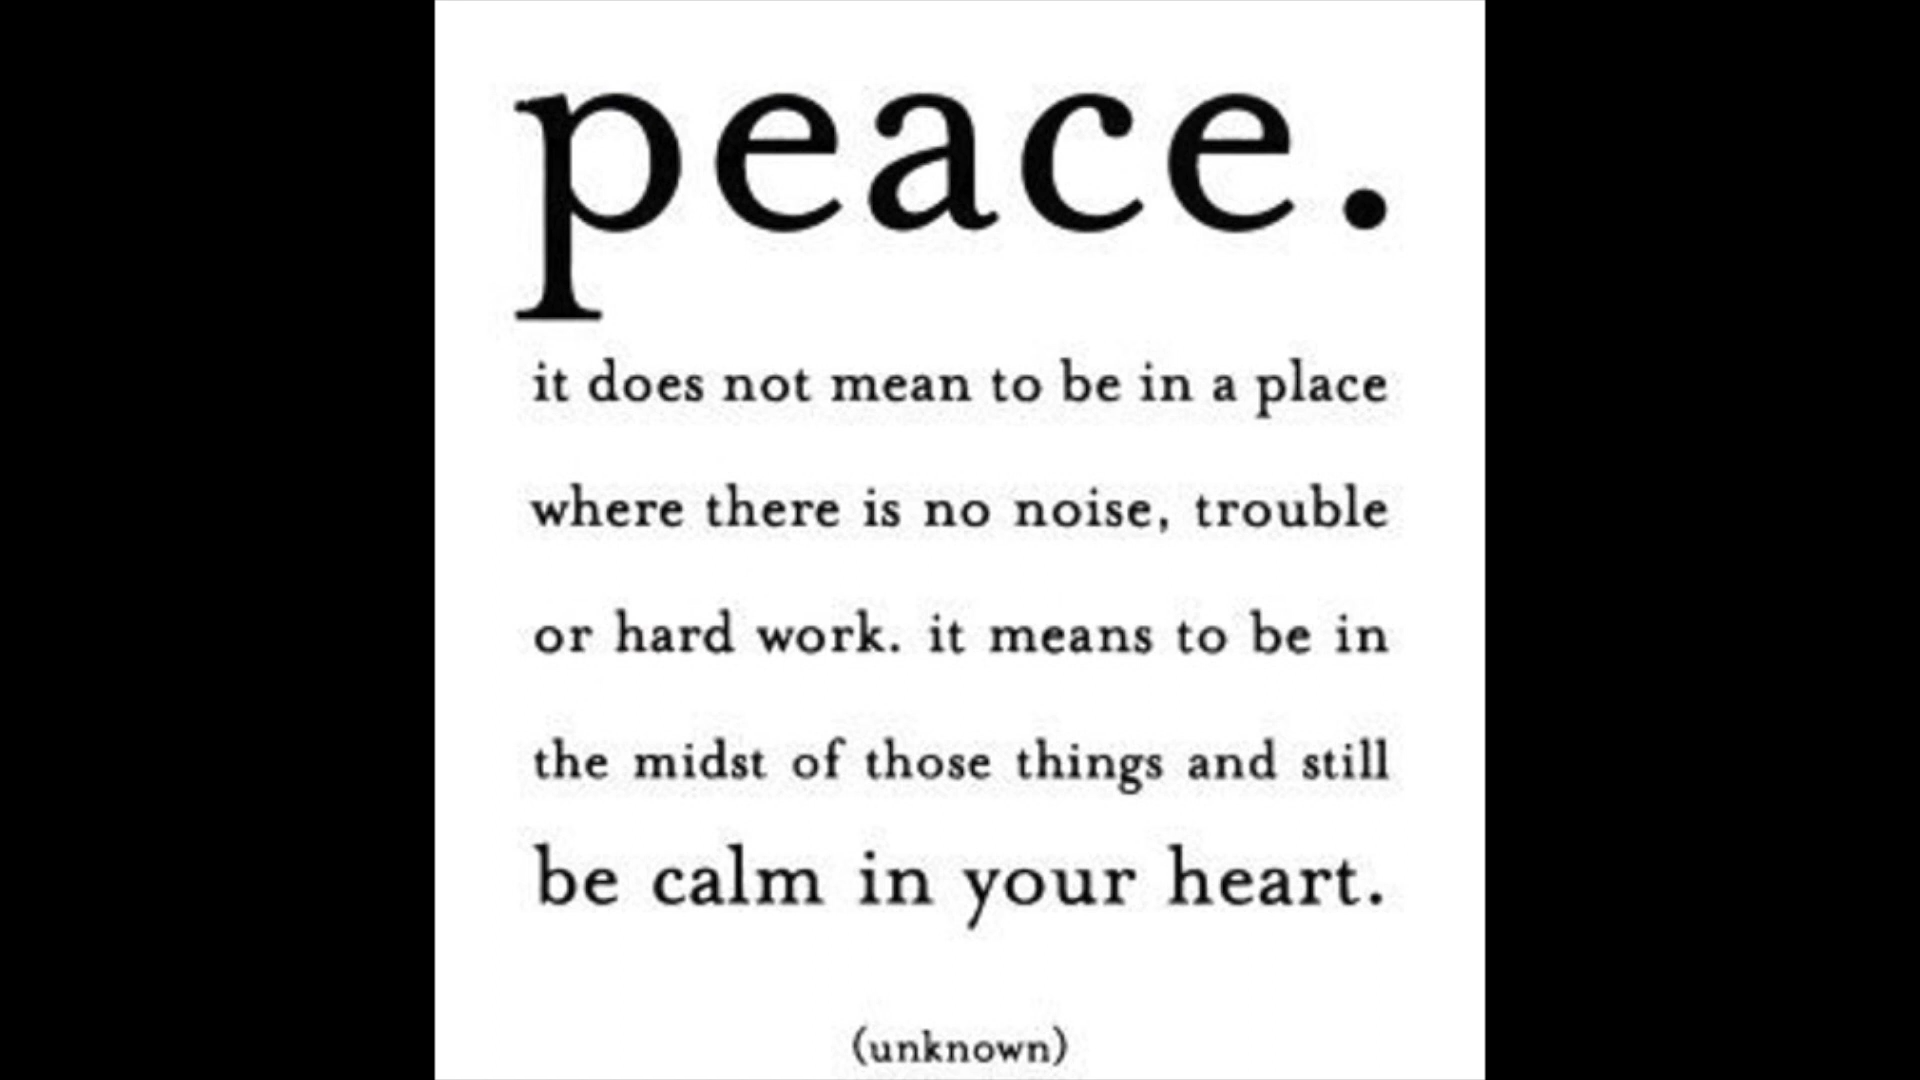 peace.
it does not mean to be in a place
where there is no noise, trouble
or hard work. it means to be in
the midst of those things and still
be calm in your heart.
(unknown)